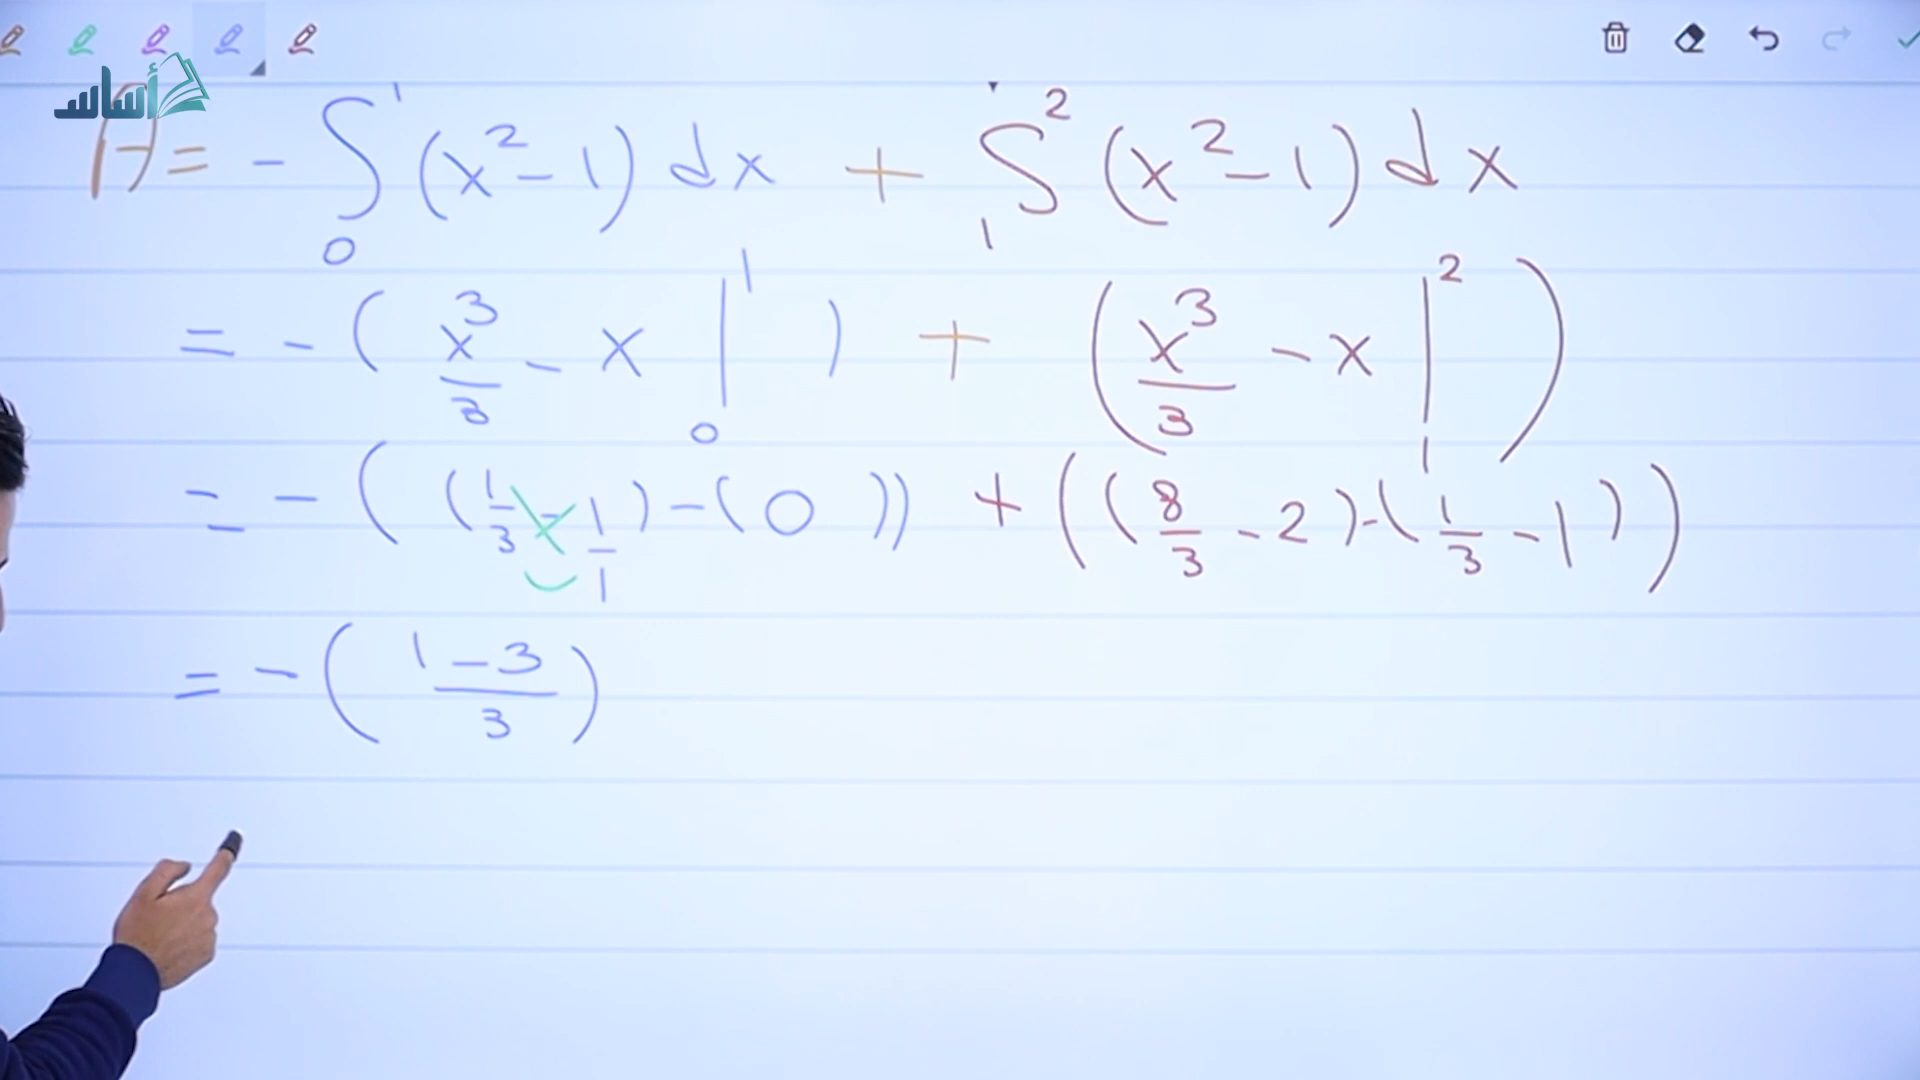 أساس
A = - ∫₀¹ (x² - 1) dx + ∫₁² (x² - 1) dx
= - ( x³/3 - x |₀¹ ) + ( x³/3 - x |₁² )
= - ( ( 1/3 - 1/1 ) - ( 0 ) ) + ( ( 8/3 - 2 ) - ( 1/3 - 1 ) )
= - ( (1 - 3)/3 )